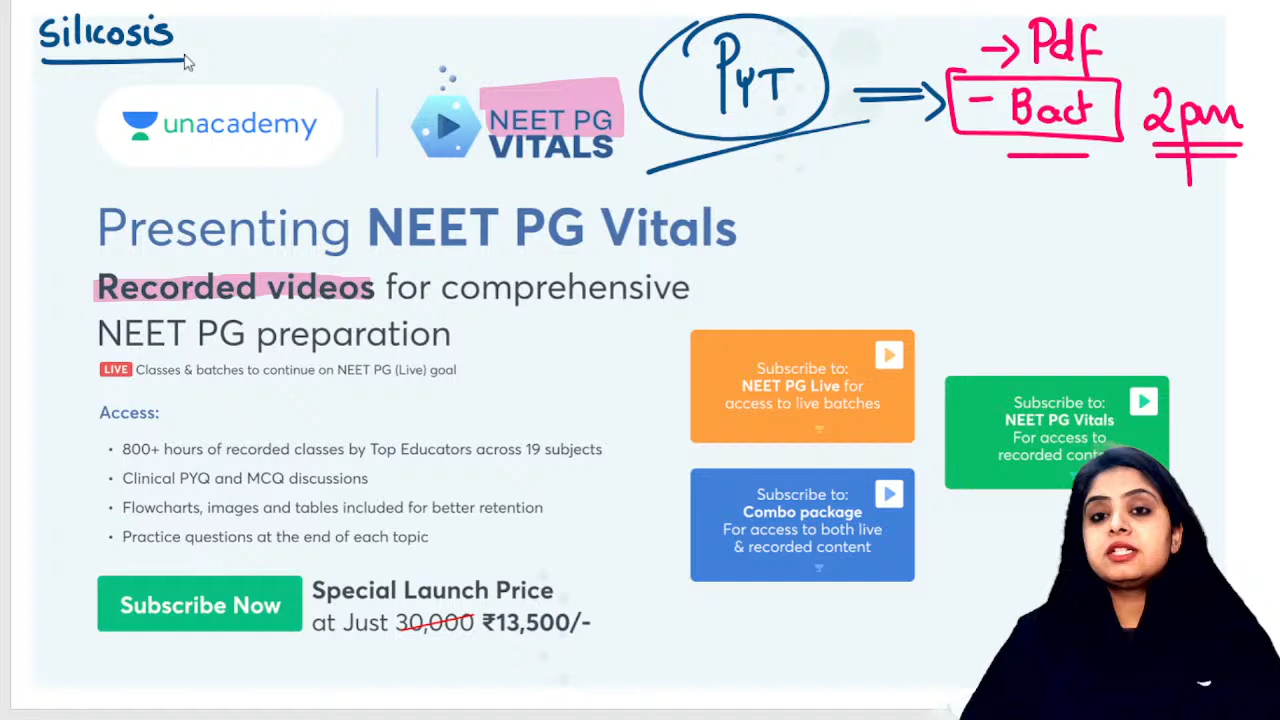 Silicosis
PYT
→ Pdf
- Bact
2pm
unacademy
NEET PG
VITALS
Presenting NEET PG Vitals
Recorded videos for comprehensive
NEET PG preparation
LIVE Classes & batches to continue on NEET PG (Live) goal
Access:
• 800+ hours of recorded classes by Top Educators across 19 subjects
• Clinical PYQ and MCQ discussions
• Flowcharts, images and tables included for better retention
• Practice questions at the end of each topic
Subscribe Now
Special Launch Price
at Just 30,000 ₹13,500/-
Subscribe to:
NEET PG Live for
access to live batches
Subscribe to:
Combo package
For access to both live
& recorded content
Subscribe to:
NEET PG Vitals
For access to
recorded